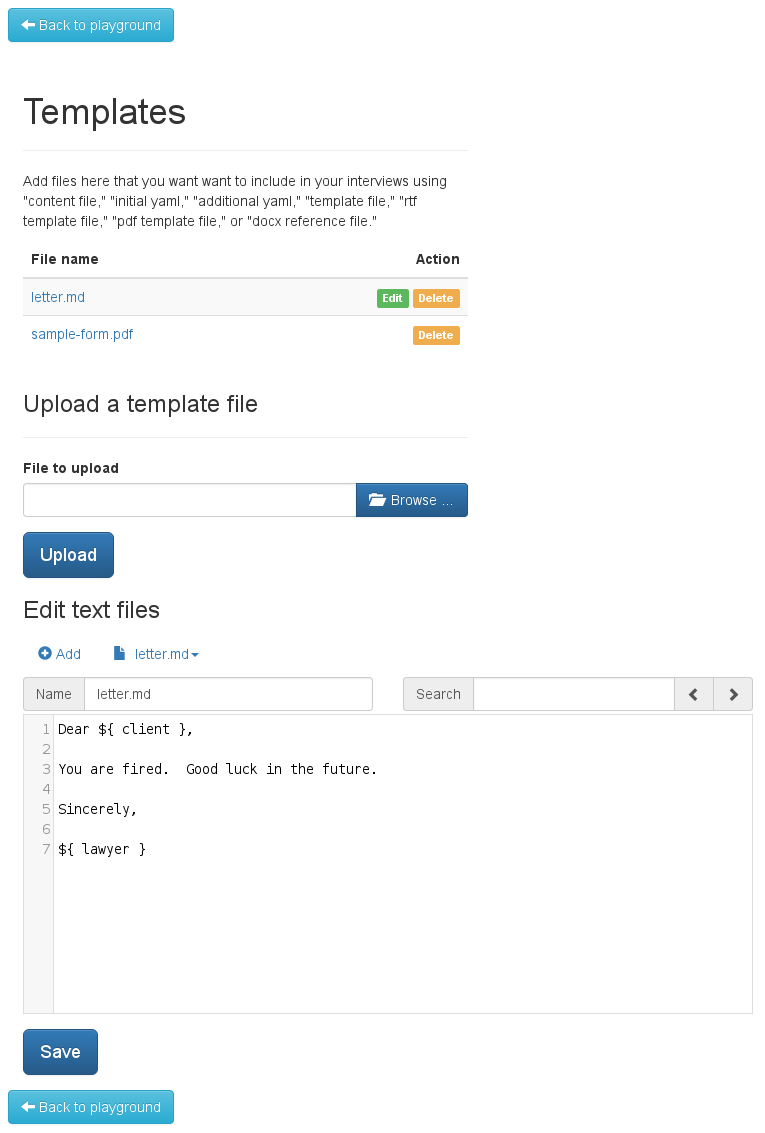 Back to playground
Templates
Add files here that you want want to include in your interviews using
"content file," "initial yaml," "additional yaml," "template file," "rtf
template file," "pdf template file," or "docx reference file."
File name Action
letter.md Edit Delete
sample-form.pdf Delete
Upload a template file
File to upload
Browse ...
Upload
Edit text files
Add letter.md
Name letter.md Search
1 Dear ${ client },
2
3 You are fired.  Good luck in the future.
4
5 Sincerely,
6
7 ${ lawyer }
Save
Back to playground